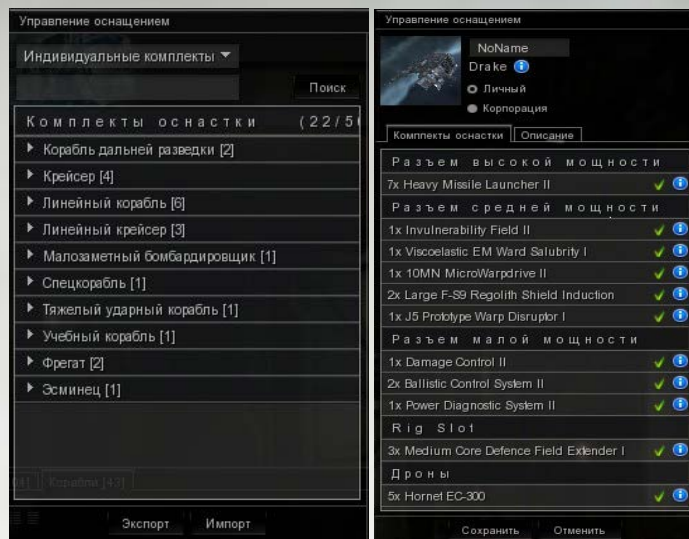 Управление оснащением
Индивидуальные комплекты
Поиск
Комплекты оснастки (22/5
Корабль дальней разведки [2]
Крейсер [4]
Линейный корабль [6]
Линейный крейсер [3]
Малозаметный бомбардировщик [1]
Спецкорабль [1]
Тяжелый ударный корабль [1]
Учебный корабль [1]
Фрегат [2]
Эсминец [1]
Корабли [43]
Экспорт Импорт
Управление оснащением
NoName
Drake
Личный
Корпорация
Комплекты оснастки Описание
Разъем высокой мощности
7x Heavy Missile Launcher II
Разъем средней мощности
1x Invulnerability Field II
1x Viscoelastic EM Ward Salubrity I
1x 10MN MicroWarpdrive II
2x Large F-S9 Regolith Shield Induction
1x J5 Prototype Warp Disruptor I
Разъем малой мощности
1x Damage Control II
2x Ballistic Control System II
1x Power Diagnostic System II
Rig Slot
3x Medium Core Defence Field Extender I
Дроны
5x Hornet EC-300
Сохранить Отменить